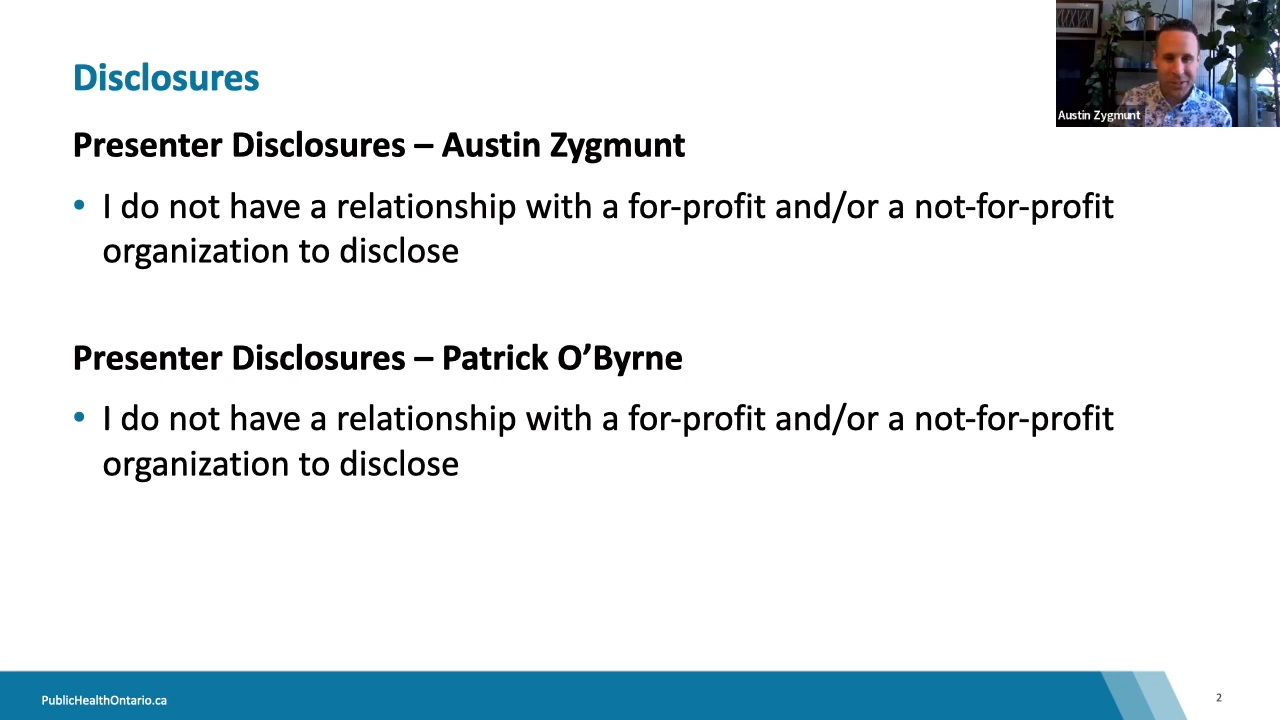 Disclosures
Austin Zygmunt
Presenter Disclosures – Austin Zygmunt
• I do not have a relationship with a for-profit and/or a not-for-profit
organization to disclose
Presenter Disclosures – Patrick O’Byrne
• I do not have a relationship with a for-profit and/or a not-for-profit
organization to disclose
PublicHealthOntario.ca
2